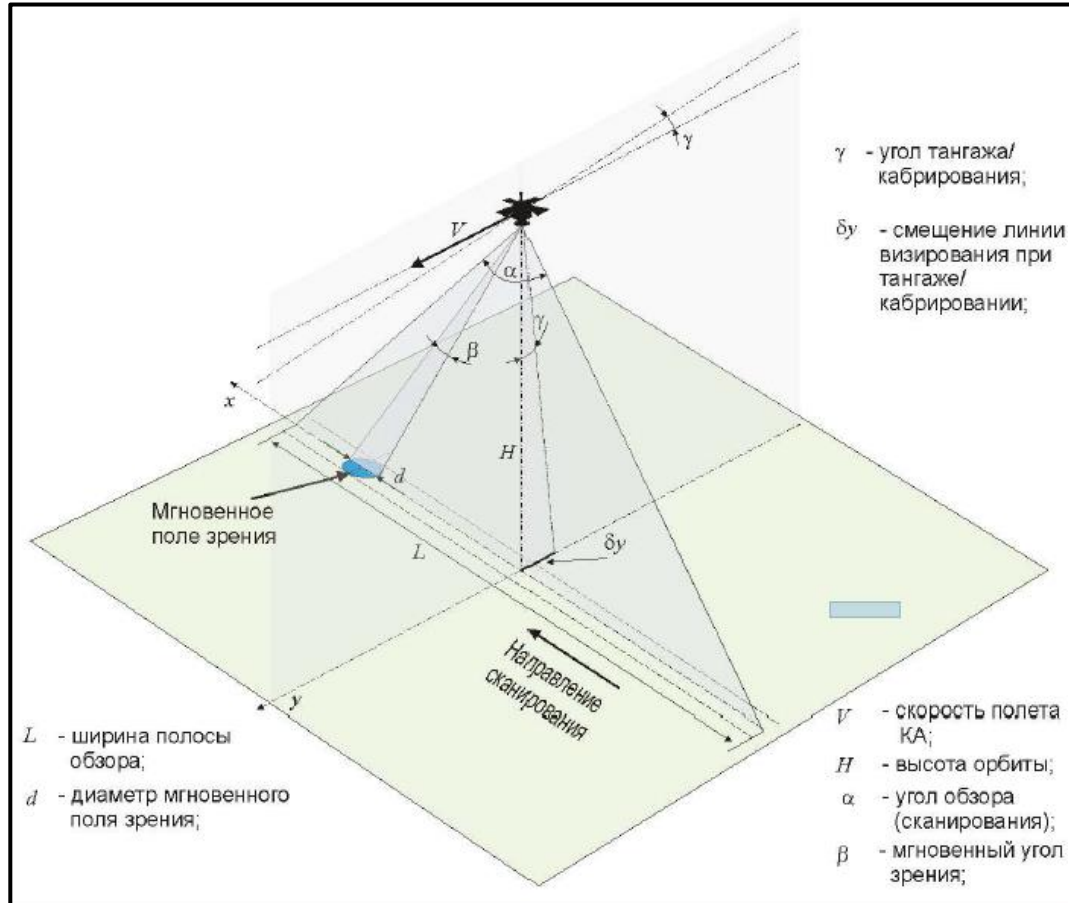 γ
γ - угол тангажа/
кабрирования;
δy - смещение линии
визирования при
тангаже/
кабрировании;
V
α
γ
β
x
H
d
Мгновенное
поле зрения
L
δy
Направление
сканирования
y
L - ширина полосы
обзора;
d - диаметр мгновенного
поля зрения;
V - скорость полета
КА;
H - высота орбиты;
α - угол обзора
(сканирования);
β - мгновенный угол
зрения;